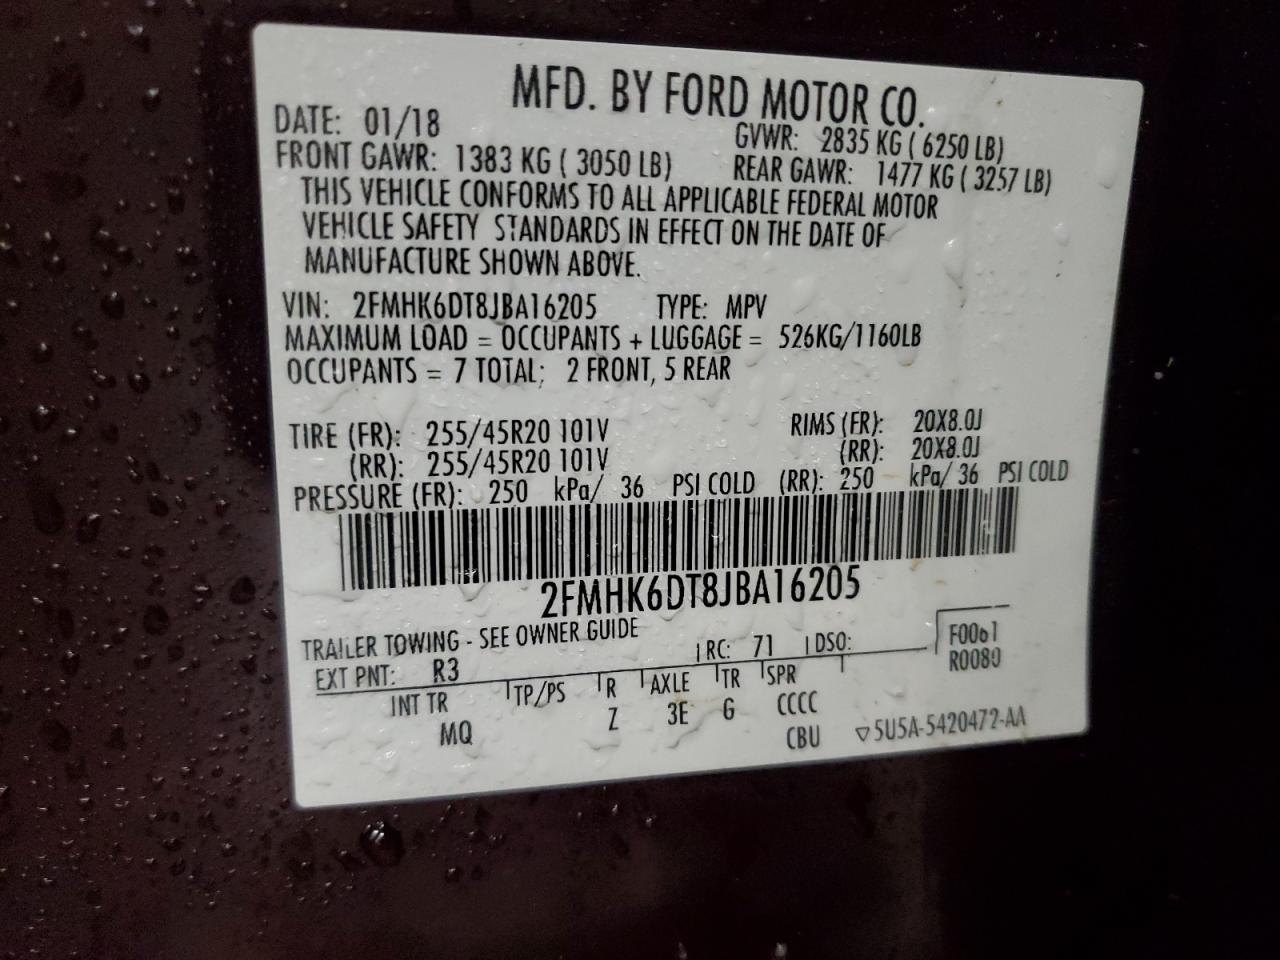 MFD. BY FORD MOTOR CO.
DATE: 01/18 GVWR: 2835 KG ( 6250 LB)
FRONT GAWR: 1383 KG ( 3050 LB) REAR GAWR: 1477 KG ( 3257 LB)
THIS VEHICLE CONFORMS TO ALL APPLICABLE FEDERAL MOTOR
VEHICLE SAFETY STANDARDS IN EFFECT ON THE DATE OF
MANUFACTURE SHOWN ABOVE.
VIN: 2FMHK6DT8JBA16205 TYPE: MPV
MAXIMUM LOAD = OCCUPANTS + LUGGAGE = 526KG/1160LB
OCCUPANTS = 7 TOTAL; 2 FRONT, 5 REAR
TIRE (FR): 255/45R20 101V RIMS (FR): 20X8.0J
(RR): 255/45R20 101V (RR): 20X8.0J
PRESSURE (FR): 250 kPa/ 36 PSI COLD (RR): 250 kPa/ 36 PSI COLD
2FMHK6DT8JBA16205
TRAILER TOWING - SEE OWNER GUIDE
EXT PNT: R3 RC: 71 DSO: F0061
R0080
INT TR TP/PS R AXLE TR SPR
MQ Z 3E G CCCC
CBU ▽5U5A-5420472-AA